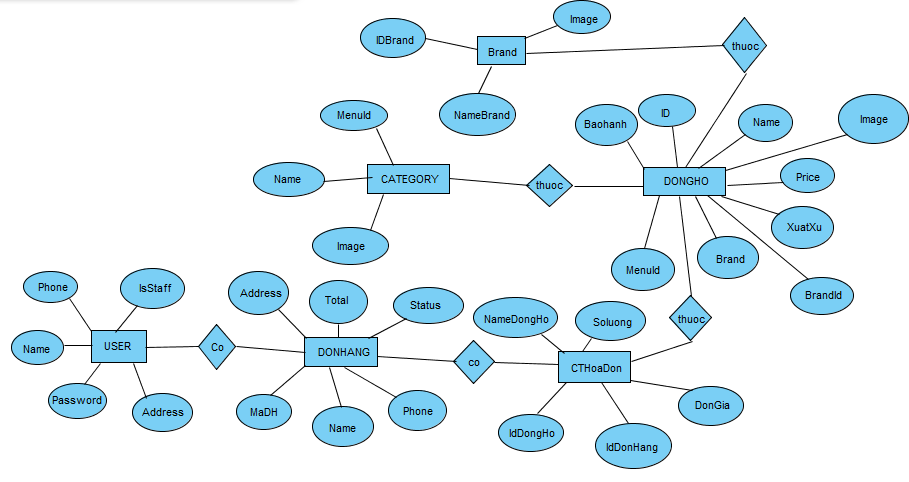 Image
IDBrand
Brand
thuoc
NameBrand
MenuId
Baohanh
ID
Name
Image
Name
CATEGORY
thuoc
DONGHO
Price
XuatXu
Image
MenuId
Brand
BrandId
Phone
IsStaff
Address
Total
Status
NameDongHo
Soluong
thuoc
Name
USER
Co
DONHANG
co
CTHoaDon
Password
Address
MaDH
Name
Phone
DonGia
IdDongHo
IdDonHang